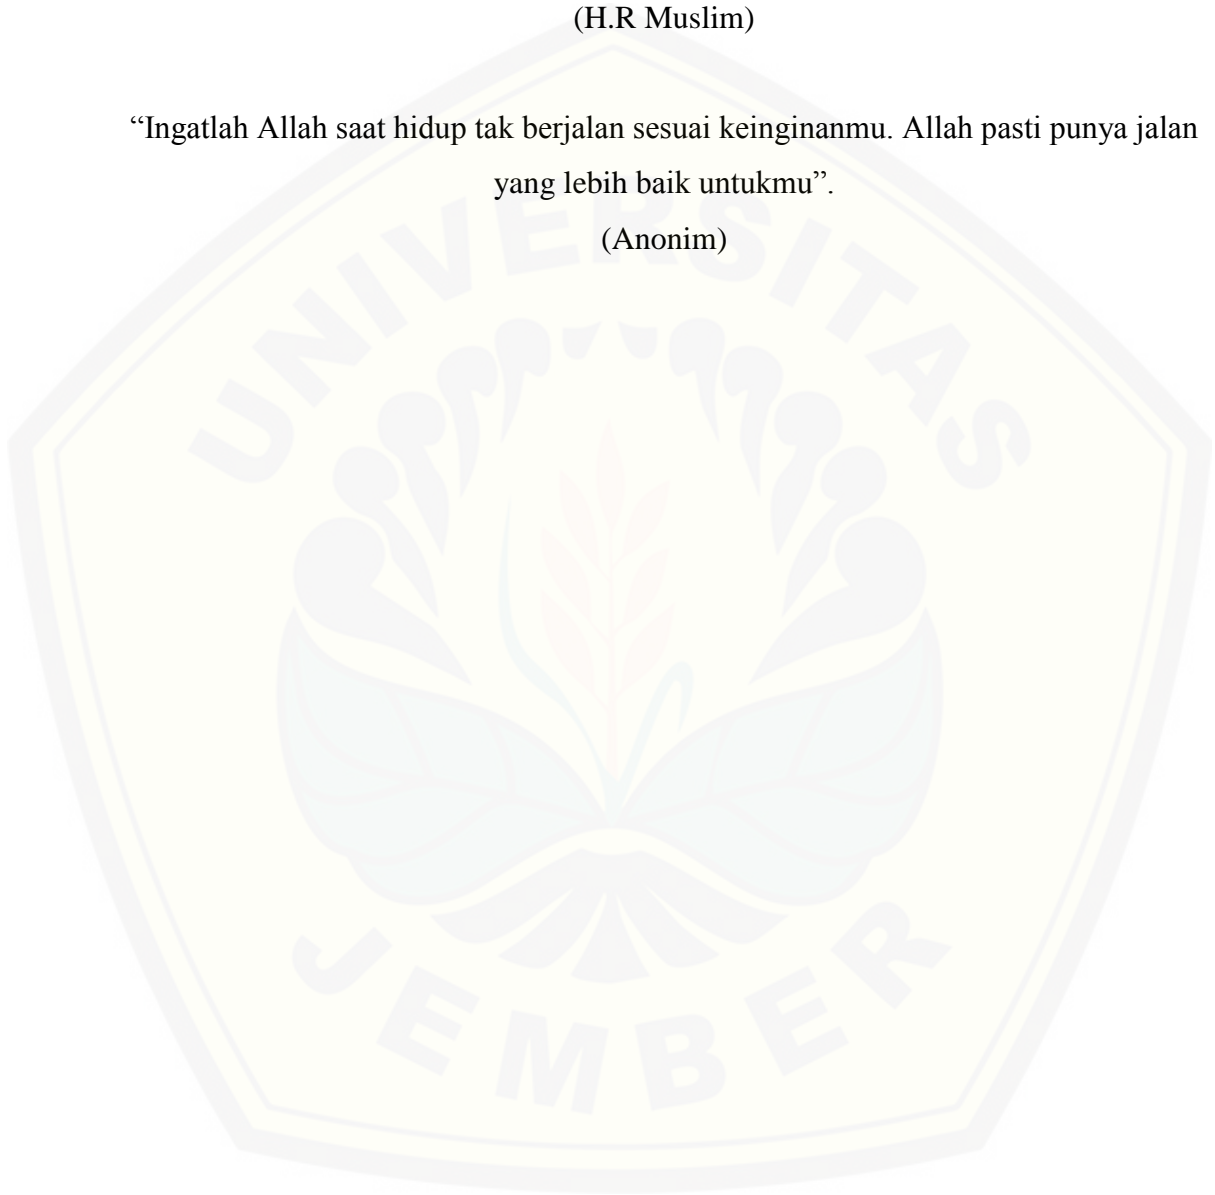 (H.R Muslim)
“Ingatlah Allah saat hidup tak berjalan sesuai keinginanmu. Allah pasti punya jalan
yang lebih baik untukmu”.
(Anonim)
UNIVERSITAS
JEMBER